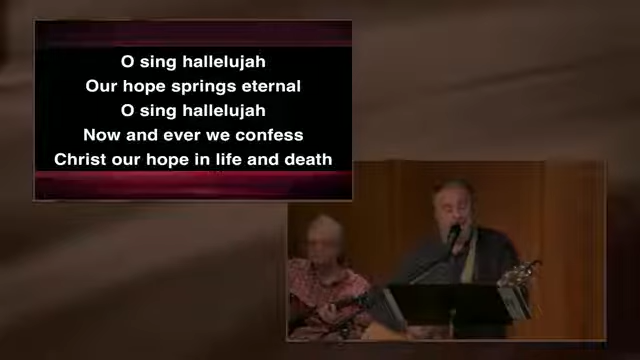 O sing hallelujah
Our hope springs eternal
O sing hallelujah
Now and ever we confess
Christ our hope in life and death